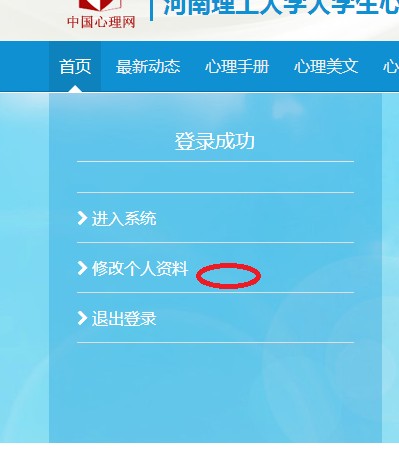 中国心理网
河南理工大学大学生心
首页 最新动态 心理手册 心理美文 心
登录成功
进入系统
修改个人资料
退出登录